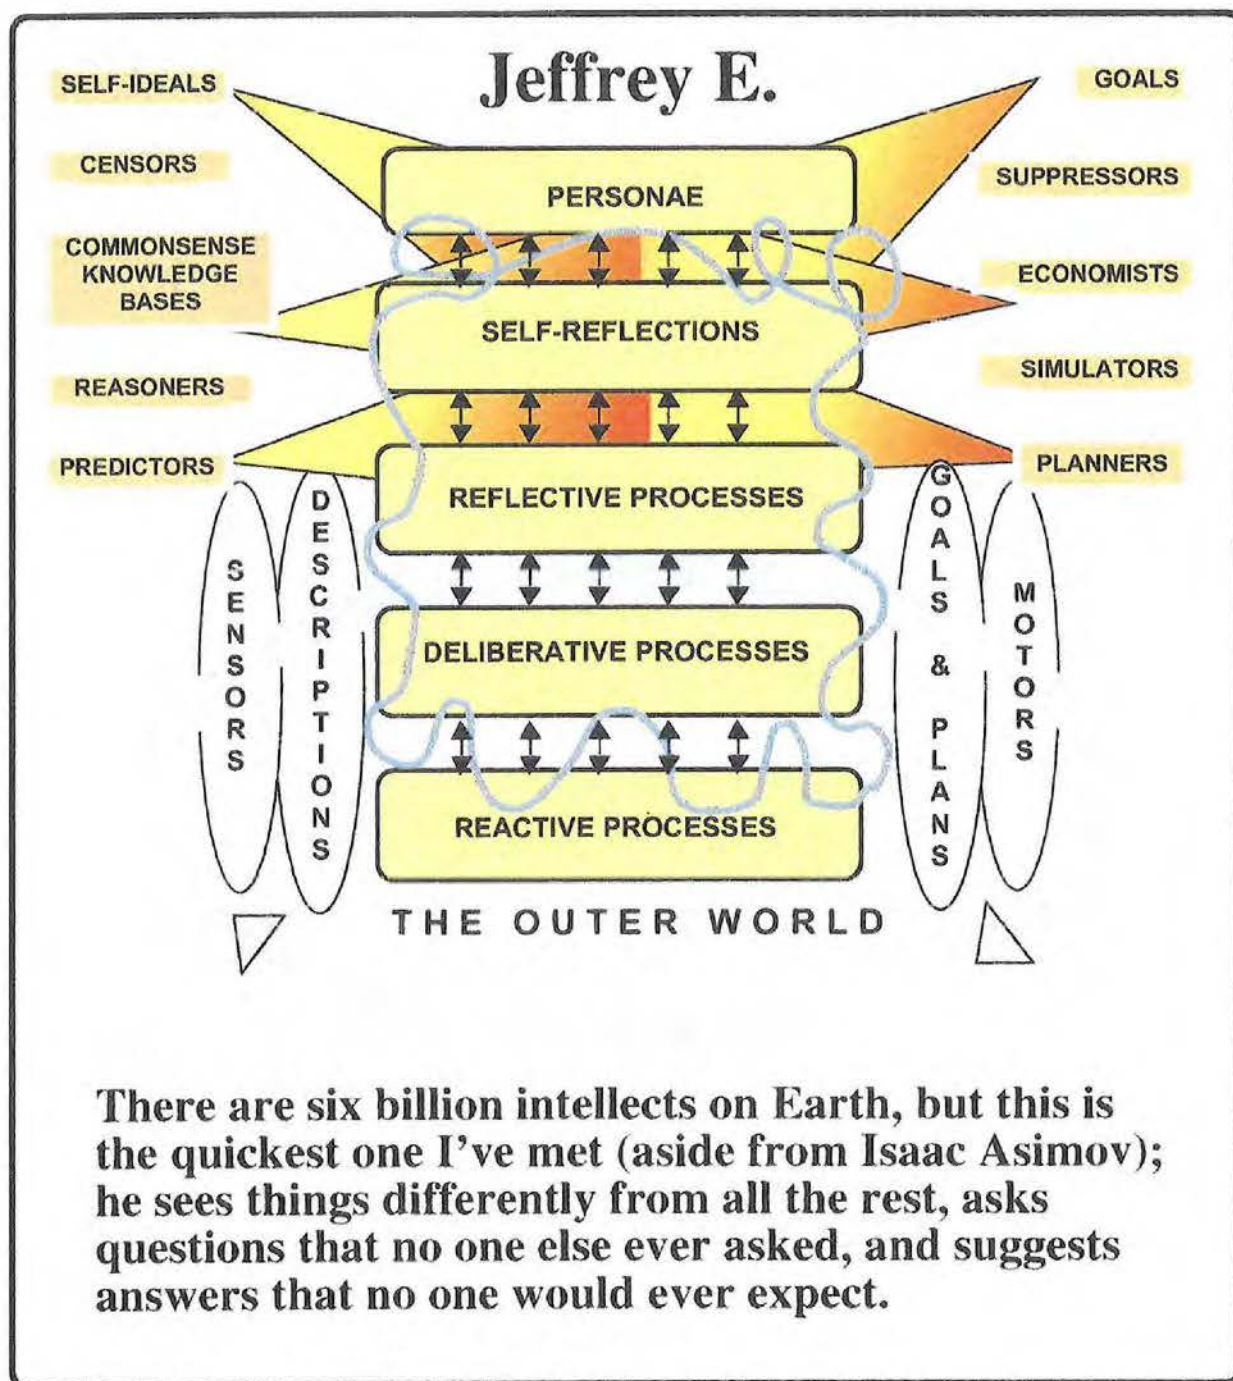 Jeffrey E.
SELF-IDEALS
CENSORS
COMMONSENSE
KNOWLEDGE
BASES
REASONERS
PREDICTORS
GOALS
SUPPRESSORS
ECONOMISTS
SIMULATORS
PLANNERS
PERSONAE
SELF-REFLECTIONS
REFLECTIVE PROCESSES
DELIBERATIVE PROCESSES
REACTIVE PROCESSES
SENSORS
DESCRIPTIONS
GOALS & PLANS
MOTORS
THE OUTER WORLD
There are six billion intellects on Earth, but this is
the quickest one I've met (aside from Isaac Asimov);
he sees things differently from all the rest, asks
questions that no one else ever asked, and suggests
answers that no one would ever expect.